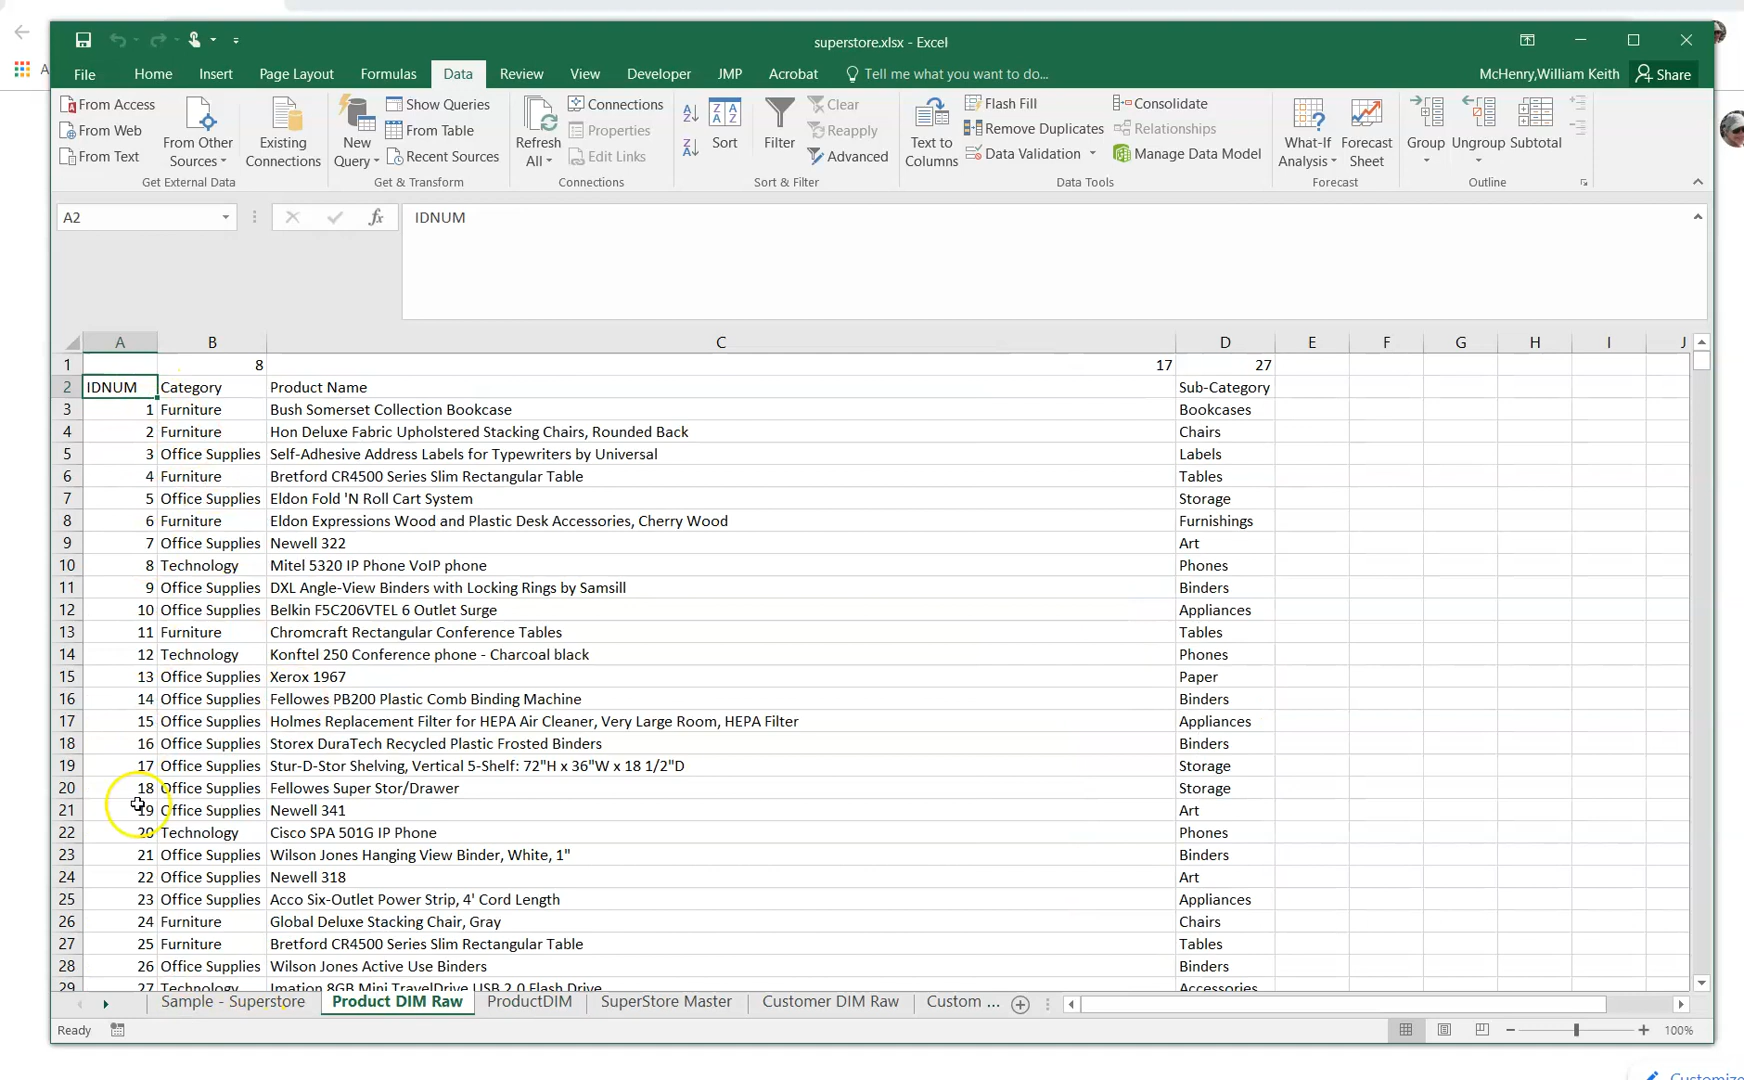 superstore.xlsx - Excel
File Home Insert Page Layout Formulas Data Review View Developer JMP Acrobat Tell me what you want to do... McHenry,William Keith Share
From Access
From Web
From Text
From Other Sources
Existing Connections
Get External Data
New Query
Show Queries
From Table
Recent Sources
Get & Transform
Refresh All
Connections
Properties
Edit Links
Connections
Sort
Filter
Clear
Reapply
Advanced
Sort & Filter
Text to Columns
Flash Fill
Remove Duplicates
Data Validation
Consolidate
Relationships
Manage Data Model
Data Tools
What-If Analysis
Forecast Sheet
Forecast
Group
Ungroup
Subtotal
Outline
A2 fx IDNUM
A B C D E F G H I J
1 8 17 27
2 IDNUM Category Product Name Sub-Category
3 1 Furniture Bush Somerset Collection Bookcase Bookcases
4 2 Furniture Hon Deluxe Fabric Upholstered Stacking Chairs, Rounded Back Chairs
5 3 Office Supplies Self-Adhesive Address Labels for Typewriters by Universal Labels
6 4 Furniture Bretford CR4500 Series Slim Rectangular Table Tables
7 5 Office Supplies Eldon Fold 'N Roll Cart System Storage
8 6 Furniture Eldon Expressions Wood and Plastic Desk Accessories, Cherry Wood Furnishings
9 7 Office Supplies Newell 322 Art
10 8 Technology Mitel 5320 IP Phone VoIP phone Phones
11 9 Office Supplies DXL Angle-View Binders with Locking Rings by Samsill Binders
12 10 Office Supplies Belkin F5C206VTEL 6 Outlet Surge Appliances
13 11 Furniture Chromcraft Rectangular Conference Tables Tables
14 12 Technology Konftel 250 Conference phone - Charcoal black Phones
15 13 Office Supplies Xerox 1967 Paper
16 14 Office Supplies Fellowes PB200 Plastic Comb Binding Machine Binders
17 15 Office Supplies Holmes Replacement Filter for HEPA Air Cleaner, Very Large Room, HEPA Filter Appliances
18 16 Office Supplies Storex DuraTech Recycled Plastic Frosted Binders Binders
19 17 Office Supplies Stur-D-Stor Shelving, Vertical 5-Shelf: 72"H x 36"W x 18 1/2"D Storage
20 18 Office Supplies Fellowes Super Stor/Drawer Storage
21 19 Office Supplies Newell 341 Art
22 20 Technology Cisco SPA 501G IP Phone Phones
23 21 Office Supplies Wilson Jones Hanging View Binder, White, 1" Binders
24 22 Office Supplies Newell 318 Art
25 23 Office Supplies Acco Six-Outlet Power Strip, 4' Cord Length Appliances
26 24 Furniture Global Deluxe Stacking Chair, Gray Chairs
27 25 Furniture Bretford CR4500 Series Slim Rectangular Table Tables
28 26 Office Supplies Wilson Jones Active Use Binders Binders
29 27 Technology Imation 8GB Mini TravelDrive USB 2.0 Flash Drive Accessories
Sample - Superstore Product DIM Raw ProductDIM SuperStore Master Customer DIM Raw Custom ...
Ready 100%
Customize